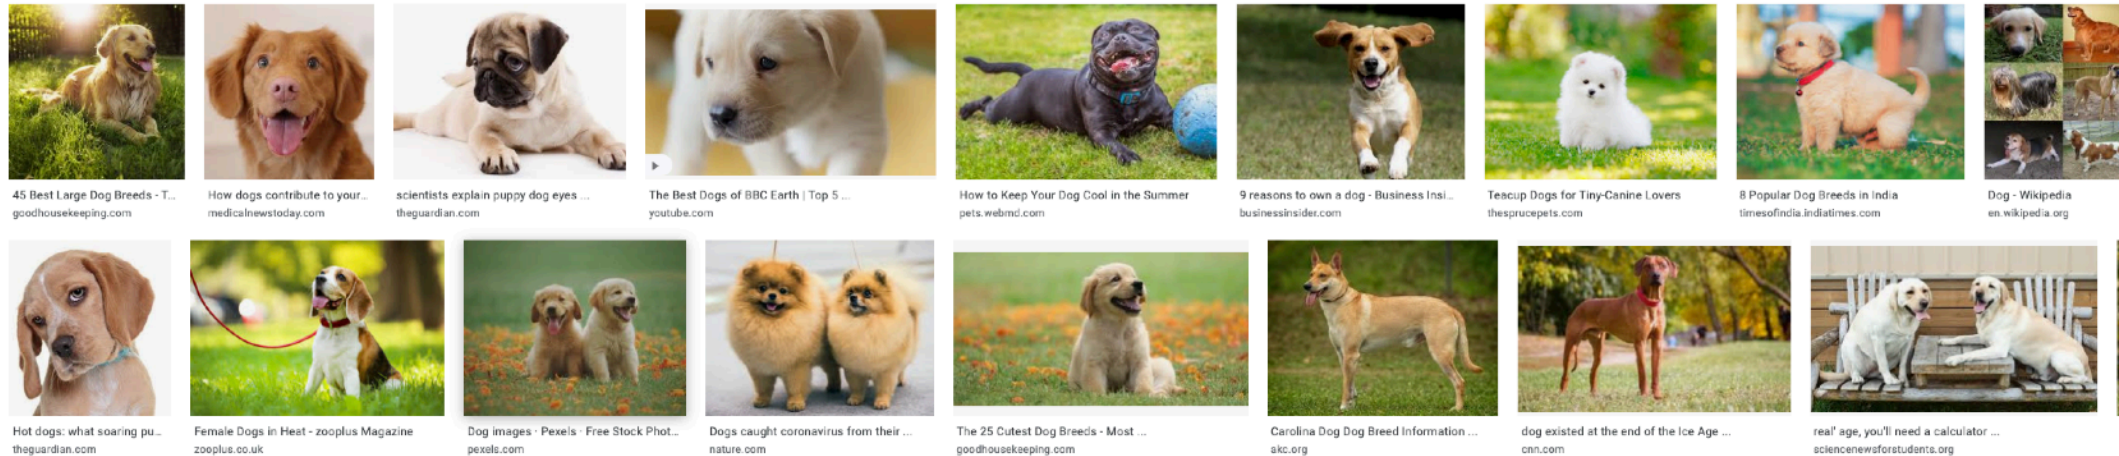 45 Best Large Dog Breeds - T...
goodhousekeeping.com
How dogs contribute to your...
medicalnewstoday.com
scientists explain puppy dog eyes ...
theguardian.com
The Best Dogs of BBC Earth | Top 5 ...
youtube.com
How to Keep Your Dog Cool in the Summer
pets.webmd.com
9 reasons to own a dog - Business Insi...
businessinsider.com
Teacup Dogs for Tiny-Canine Lovers
thesprucepets.com
8 Popular Dog Breeds in India
timesofindia.indiatimes.com
Dog - Wikipedia
en.wikipedia.org
Hot dogs: what soaring pu...
theguardian.com
Female Dogs in Heat - zooplus Magazine
zooplus.co.uk
Dog images · Pexels · Free Stock Phot...
pexels.com
Dogs caught coronavirus from their ...
nature.com
The 25 Cutest Dog Breeds - Most ...
goodhousekeeping.com
Carolina Dog Dog Breed Information ...
akc.org
dog existed at the end of the Ice Age ...
cnn.com
real' age, you'll need a calculator ...
sciencenewsforstudents.org